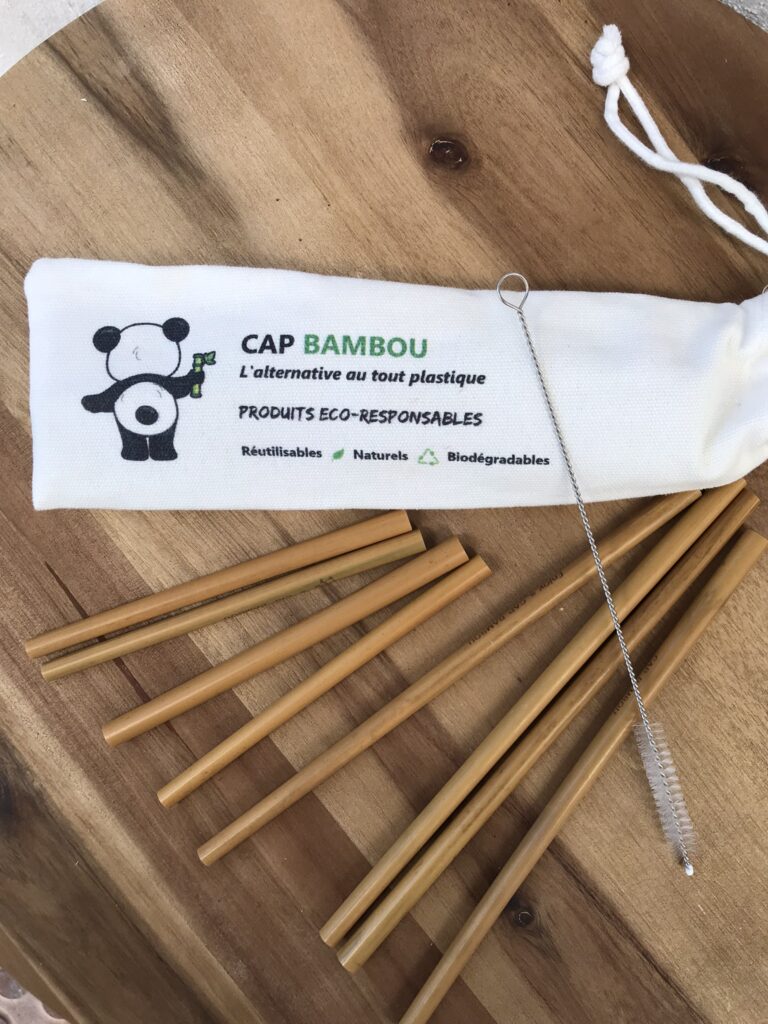 CAP BAMBOU
L'alternative au tout plastique
PRODUITS ECO-RESPONSABLES
Réutilisables Naturels Biodégradables